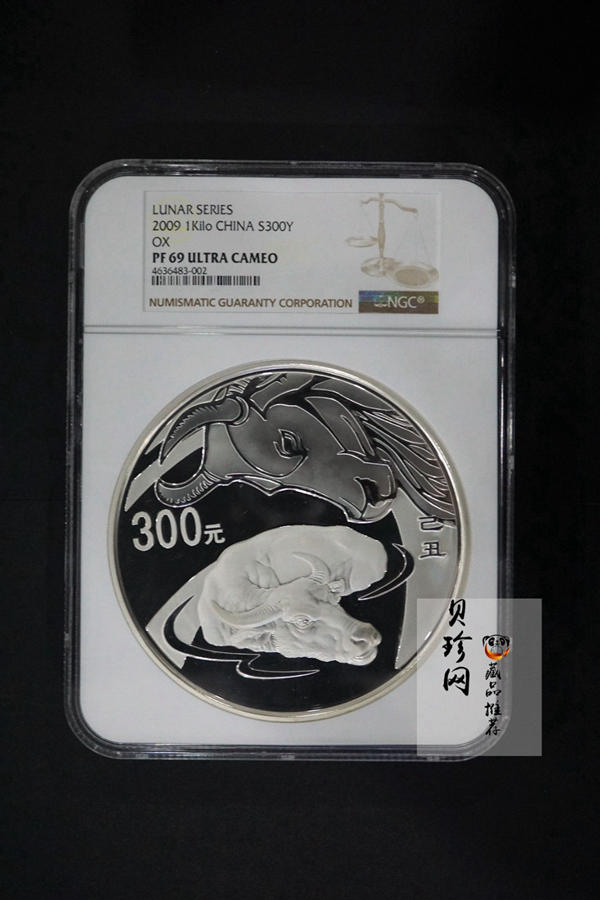 LUNAR SERIES
2009 1Kilo CHINA S300Y
OX
PF 69 ULTRA CAMEO
4636483-002
NUMISMATIC GUARANTY CORPORATION
NGC®
300元
己丑
贝珍网
藏品推荐